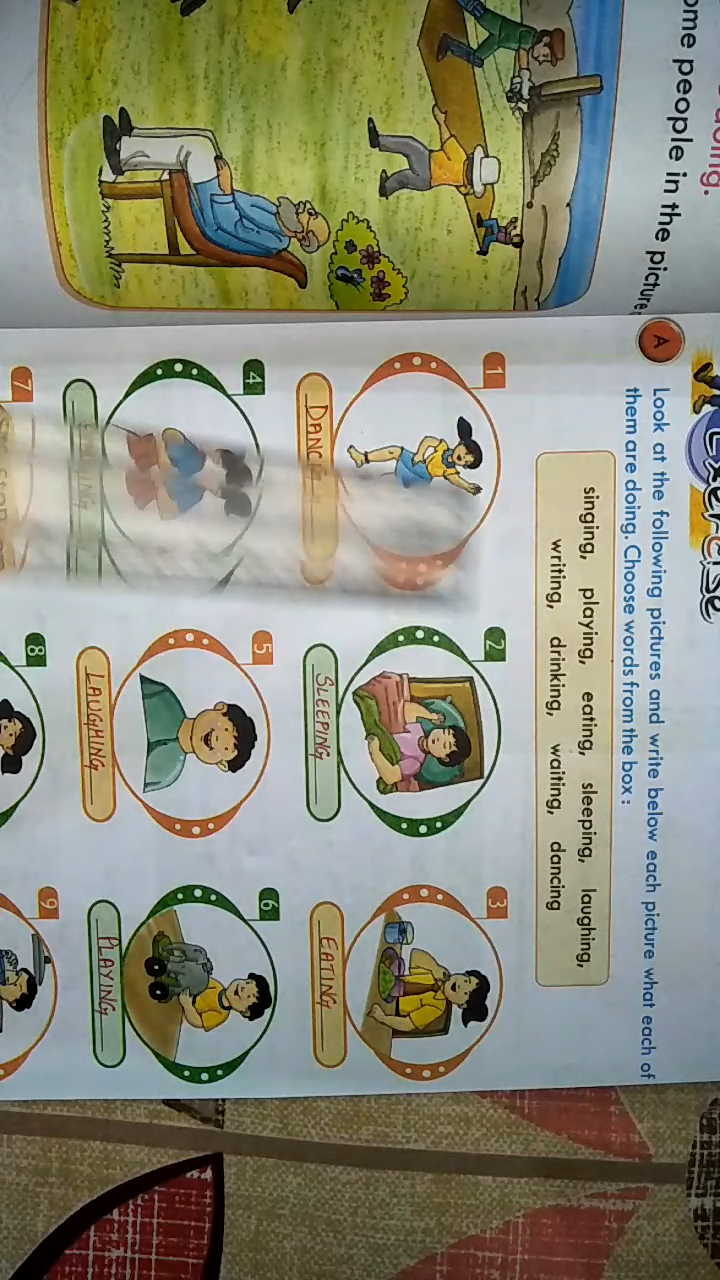 ome people in the picture
Exercise
A Look at the following pictures and write below each picture what each of
them are doing. Choose words from the box:
singing, playing, eating, sleeping, laughing,
writing, drinking, waiting, dancing
1
2
3
SLEEPING
EATING
4
5
6
LAUGHING
PLAYING
7
8
9